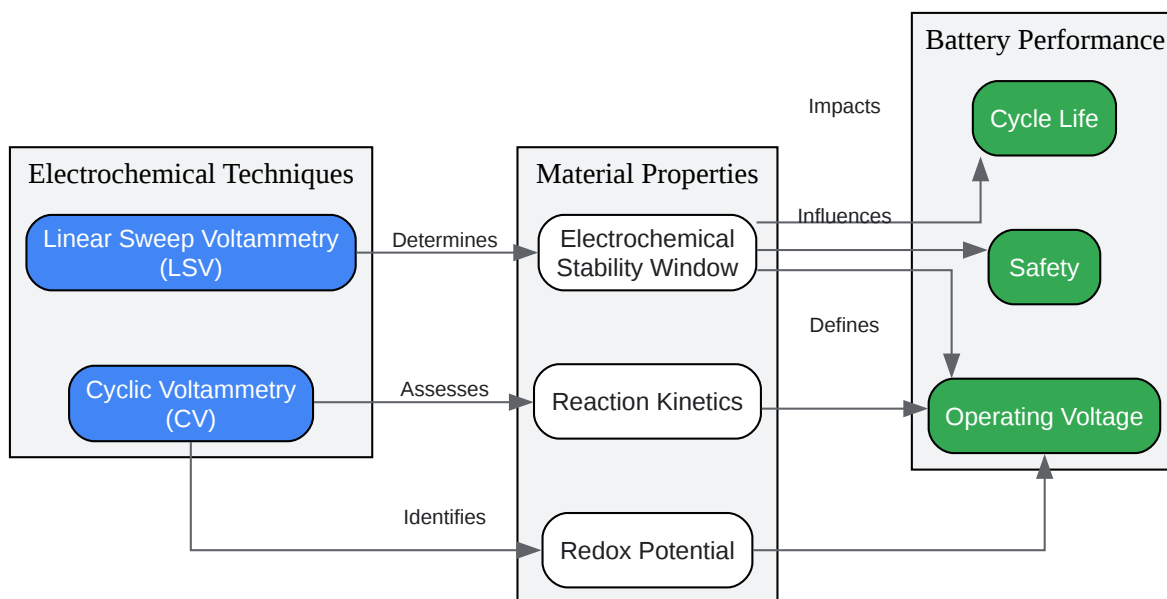 Battery Performance
Impacts
Cycle Life
Electrochemical Techniques
Material Properties
Linear Sweep Voltammetry
(LSV)
Determines
Electrochemical
Stability Window
Influences
Safety
Defines
Cyclic Voltammetry
(CV)
Assesses
Reaction Kinetics
Operating Voltage
Identifies
Redox Potential